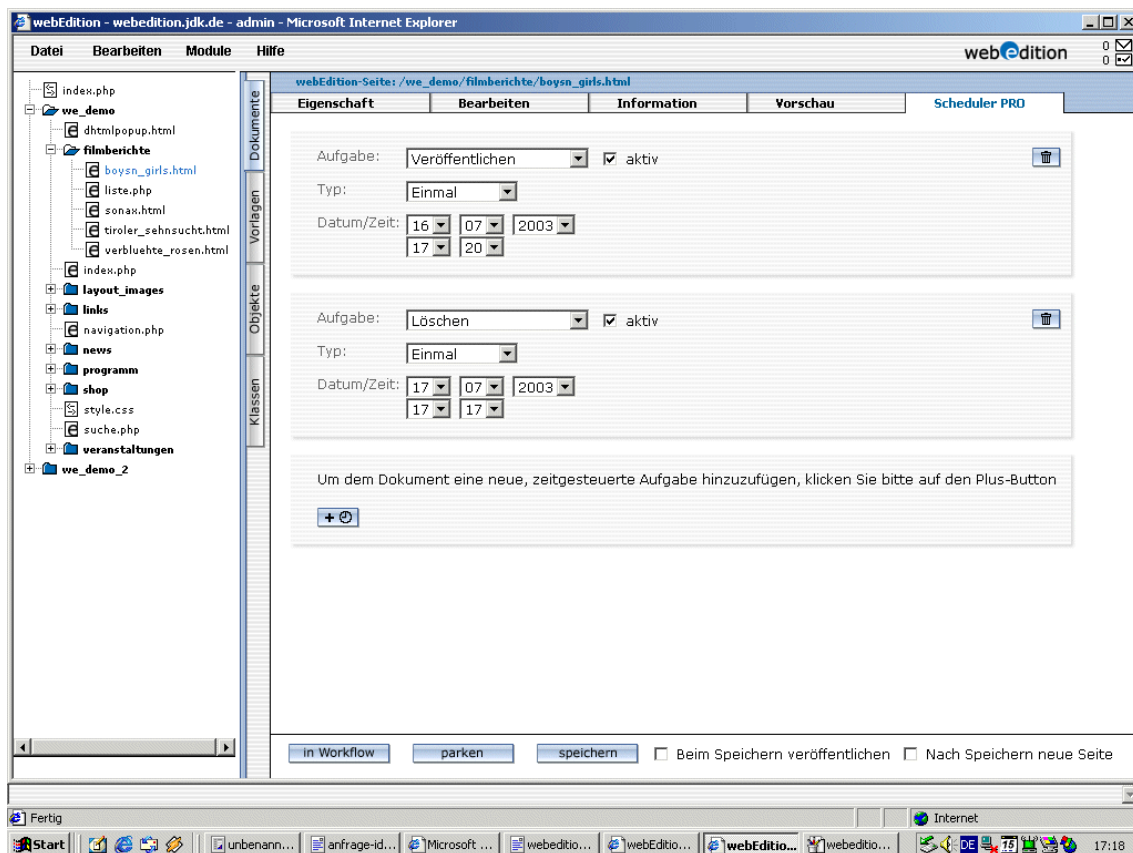 webEdition - webedition.jdk.de - admin - Microsoft Internet Explorer
Datei Bearbeiten Module Hilfe
webedition
0
0
index.php
we_demo
dhtmlpopup.html
filmberichte
boysn_girls.html
liste.php
sonax.html
tiroler_sehnsucht.html
verbluehte_rosen.html
index.php
layout_images
links
navigation.php
news
programm
shop
style.css
suche.php
veranstaltungen
we_demo_2
Dokumente
Vorlagen
Objekte
Klassen
webEdition-Seite: /we_demo/filmberichte/boysn_girls.html
Eigenschaft Bearbeiten Information Vorschau Scheduler PRO
Aufgabe: Veröffentlichen aktiv
Typ: Einmal
Datum/Zeit: 16 07 2003
17 20
Aufgabe: Löschen aktiv
Typ: Einmal
Datum/Zeit: 17 07 2003
17 17
Um dem Dokument eine neue, zeitgesteuerte Aufgabe hinzuzufügen, klicken Sie bitte auf den Plus-Button
+
in Workflow parken speichern Beim Speichern veröffentlichen Nach Speichern neue Seite
Fertig Internet
Start unbenann... anfrage-id... Microsoft ... webeditio... webEditio... webEditio... webeditio... DE 15 17:18